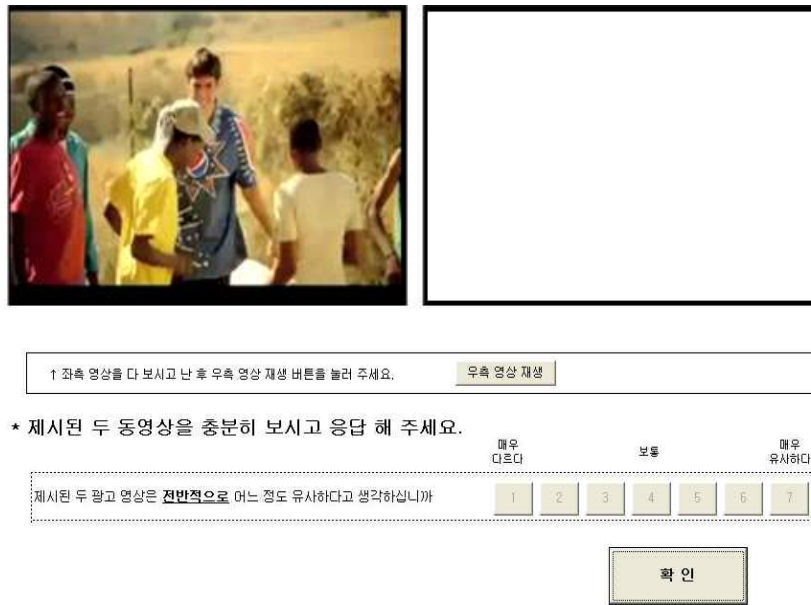 ↑ 좌측 영상을 다 보시고 난 후 우측 영상 재생 버튼을 눌러 주세요.
우측 영상 재생
* 제시된 두 동영상을 충분히 보시고 응답 해 주세요.
매우 다르다
보통
매우 유사하다
제시된 두 광고 영상은 전반적으로 어느 정도 유사하다고 생각하십니까
1 2 3 4 5 6 7
확 인